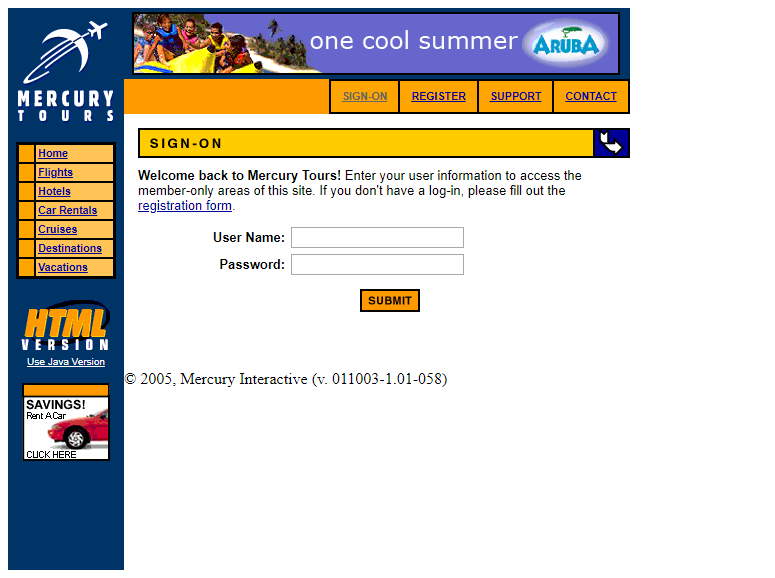 one cool summer ARUBA
MERCURY
TOURS
SIGN-ON REGISTER SUPPORT CONTACT
Home
Flights
Hotels
Car Rentals
Cruises
Destinations
Vacations
HTML
VERSION
Use Java Version
SAVINGS!
Rent A Car
CLICK HERE
SIGN-ON
Welcome back to Mercury Tours! Enter your user information to access the
member-only areas of this site. If you don't have a log-in, please fill out the
registration form.
User Name:
Password:
SUBMIT
© 2005, Mercury Interactive (v. 011003-1.01-058)